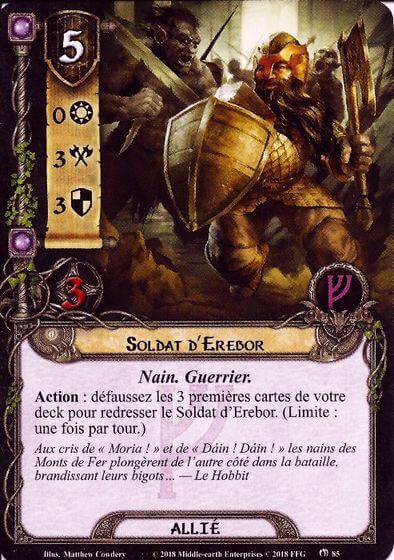 5
0
3
3
3
SOLDAT D'EREBOR
Nain. Guerrier.
Action : défaussez les 3 premières cartes de votre
deck pour redresser le Soldat d'Erebor. (Limite :
une fois par tour.)
Aux cris de « Moria ! » et de « Dáin ! Dáin ! » les nains des
Monts de Fer plongèrent de l'autre côté dans la bataille,
brandissant leurs bigots… — Le Hobbit
ALLIÉ
Illus. Matthew Cowdery © 2018 Middle-earth Enterprises © 2018 FFG 85